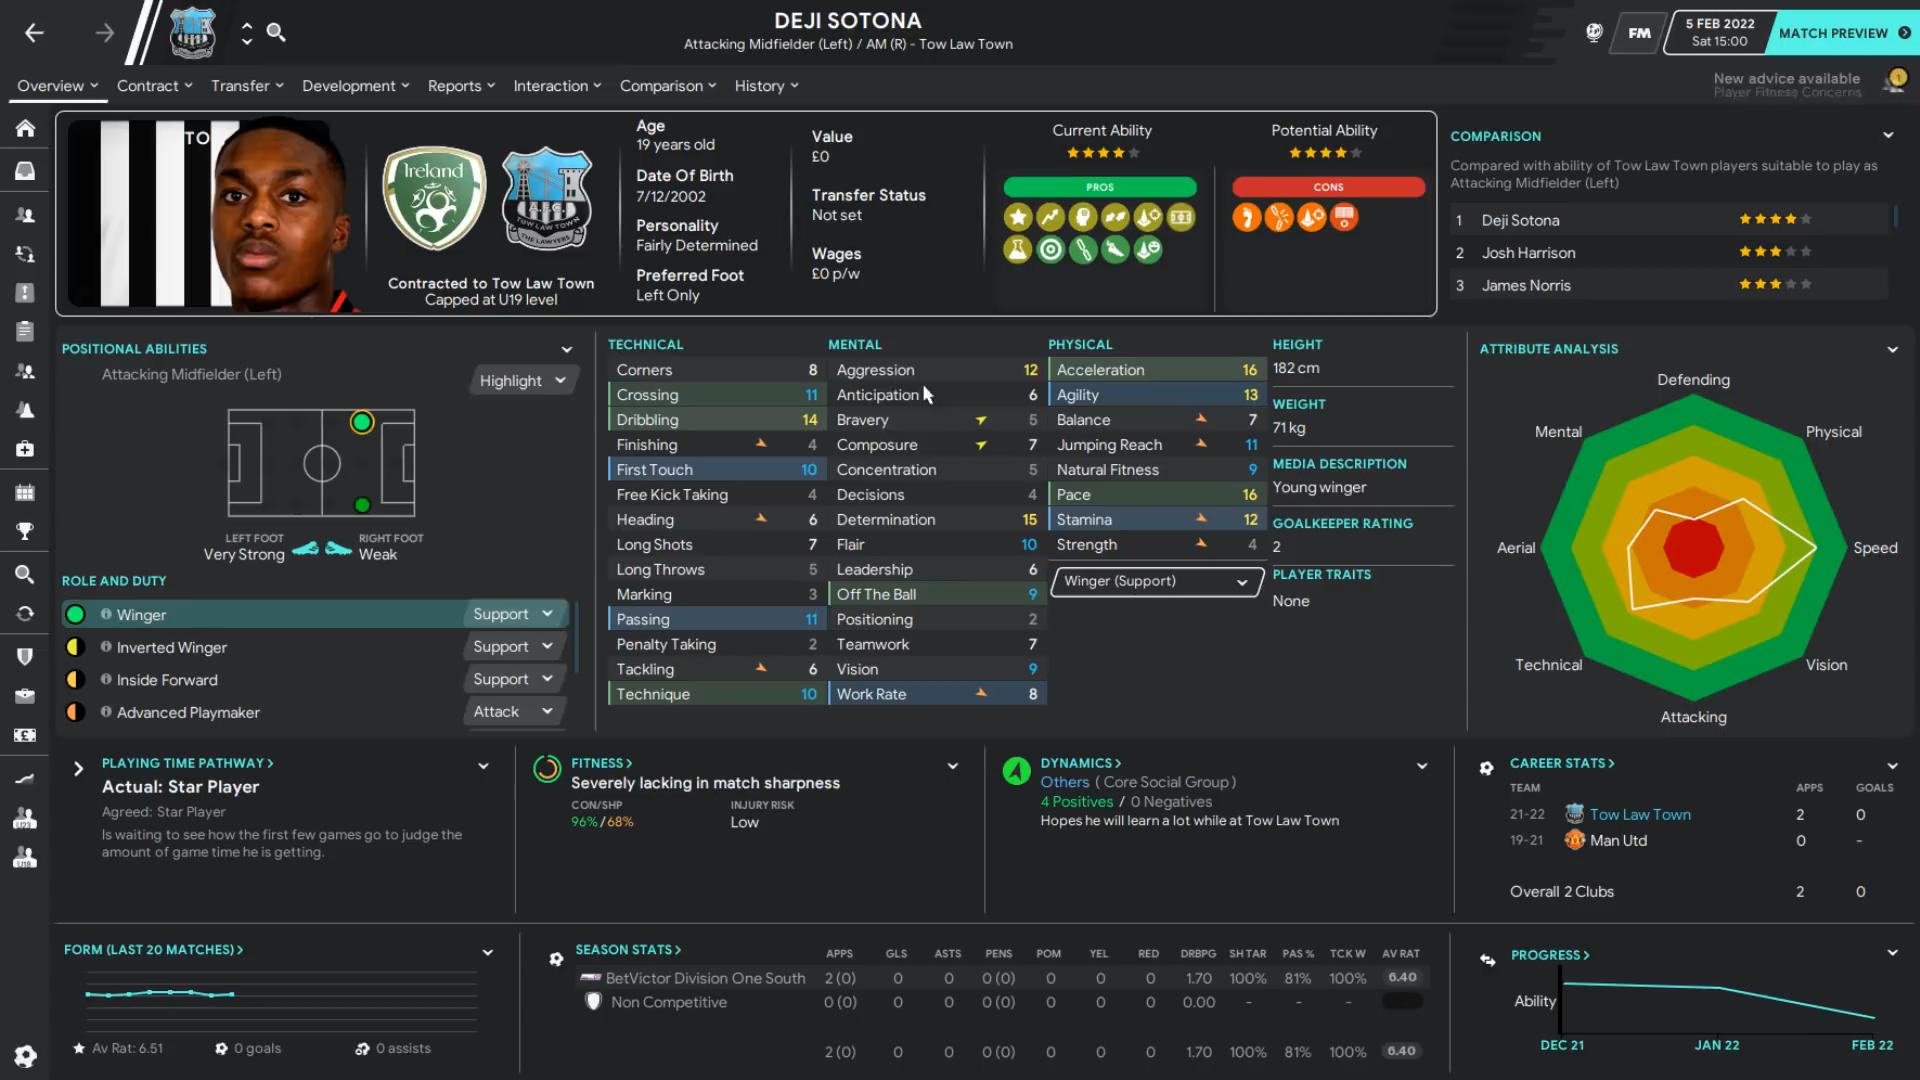 DEJI SOTONA
Attacking Midfielder (Left) / AM (R) - Tow Law Town
FM
5 FEB 2022
Sat 15:00
MATCH PREVIEW
Overview
Contract
Transfer
Development
Reports
Interaction
Comparison
History
New advice available
Player Fitness Concerns
TO
Ireland
TOW LAW TOWN
THE LAWYERS
Contracted to Tow Law Town
Capped at U19 level
Age
19 years old
Date Of Birth
7/12/2002
Personality
Fairly Determined
Preferred Foot
Left Only
Value
£0
Transfer Status
Not set
Wages
£0 p/w
Current Ability
PROS
Potential Ability
CONS
COMPARISON
Compared with ability of Tow Law Town players suitable to play as
Attacking Midfielder (Left)
1 Deji Sotona
2 Josh Harrison
3 James Norris
POSITIONAL ABILITIES
Attacking Midfielder (Left)
Highlight
LEFT FOOT
Very Strong
RIGHT FOOT
Weak
ROLE AND DUTY
Winger Support
Inverted Winger Support
Inside Forward Support
Advanced Playmaker Attack
TECHNICAL
Corners 8
Crossing 11
Dribbling 14
Finishing 4
First Touch 10
Free Kick Taking 4
Heading 6
Long Shots 7
Long Throws 5
Marking 3
Passing 11
Penalty Taking 2
Tackling 6
Technique 10
MENTAL
Aggression 12
Anticipation 6
Bravery 5
Composure 7
Concentration 5
Decisions 4
Determination 15
Flair 10
Leadership 6
Off The Ball 9
Positioning 2
Teamwork 7
Vision 9
Work Rate 8
PHYSICAL
Acceleration 16
Agility 13
Balance 7
Jumping Reach 11
Natural Fitness 9
Pace 16
Stamina 12
Strength 4
Winger (Support)
HEIGHT
182 cm
WEIGHT
71 kg
MEDIA DESCRIPTION
Young winger
GOALKEEPER RATING
2
PLAYER TRAITS
None
ATTRIBUTE ANALYSIS
Defending
Mental
Physical
Aerial
Speed
Technical
Vision
Attacking
PLAYING TIME PATHWAY >
Actual: Star Player
Agreed: Star Player
Is waiting to see how the first few games go to judge the
amount of game time he is getting.
FITNESS >
Severely lacking in match sharpness
CON/SHP
96% / 68%
INJURY RISK
Low
DYNAMICS >
Others ( Core Social Group )
4 Positives / 0 Negatives
Hopes he will learn a lot while at Tow Law Town
CAREER STATS >
TEAM APPS GOALS
21-22 Tow Law Town 2 0
19-21 Man Utd 0 -
Overall 2 Clubs 2 0
FORM (LAST 20 MATCHES) >
Av Rat: 6.51
0 goals
0 assists
SEASON STATS >
APPS GLS ASTS PENS POM YEL RED DRBPG SH TAR PAS % TCK W AV RAT
BetVictor Division One South 2 (0) 0 0 0 (0) 0 0 0 1.70 100% 81% 100% 6.40
Non Competitive 0 (0) 0 0 0 (0) 0 0 0 0.00 - - - -
2 (0) 0 0 0 (0) 0 0 0 1.70 100% 81% 100% 6.40
PROGRESS >
Ability
DEC 21
JAN 22
FEB 22
U23
U18